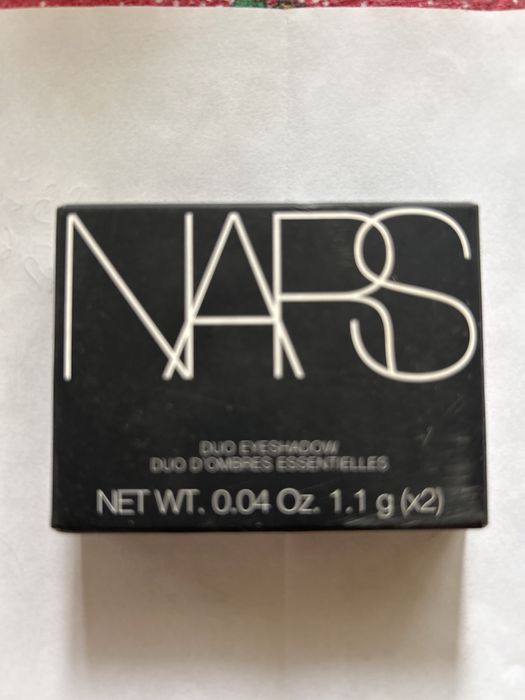 NARS
DUO EYESHADOW
DUO D'OMBRES ESSENTIELLES
NET WT. 0.04 Oz. 1.1 g (x2)